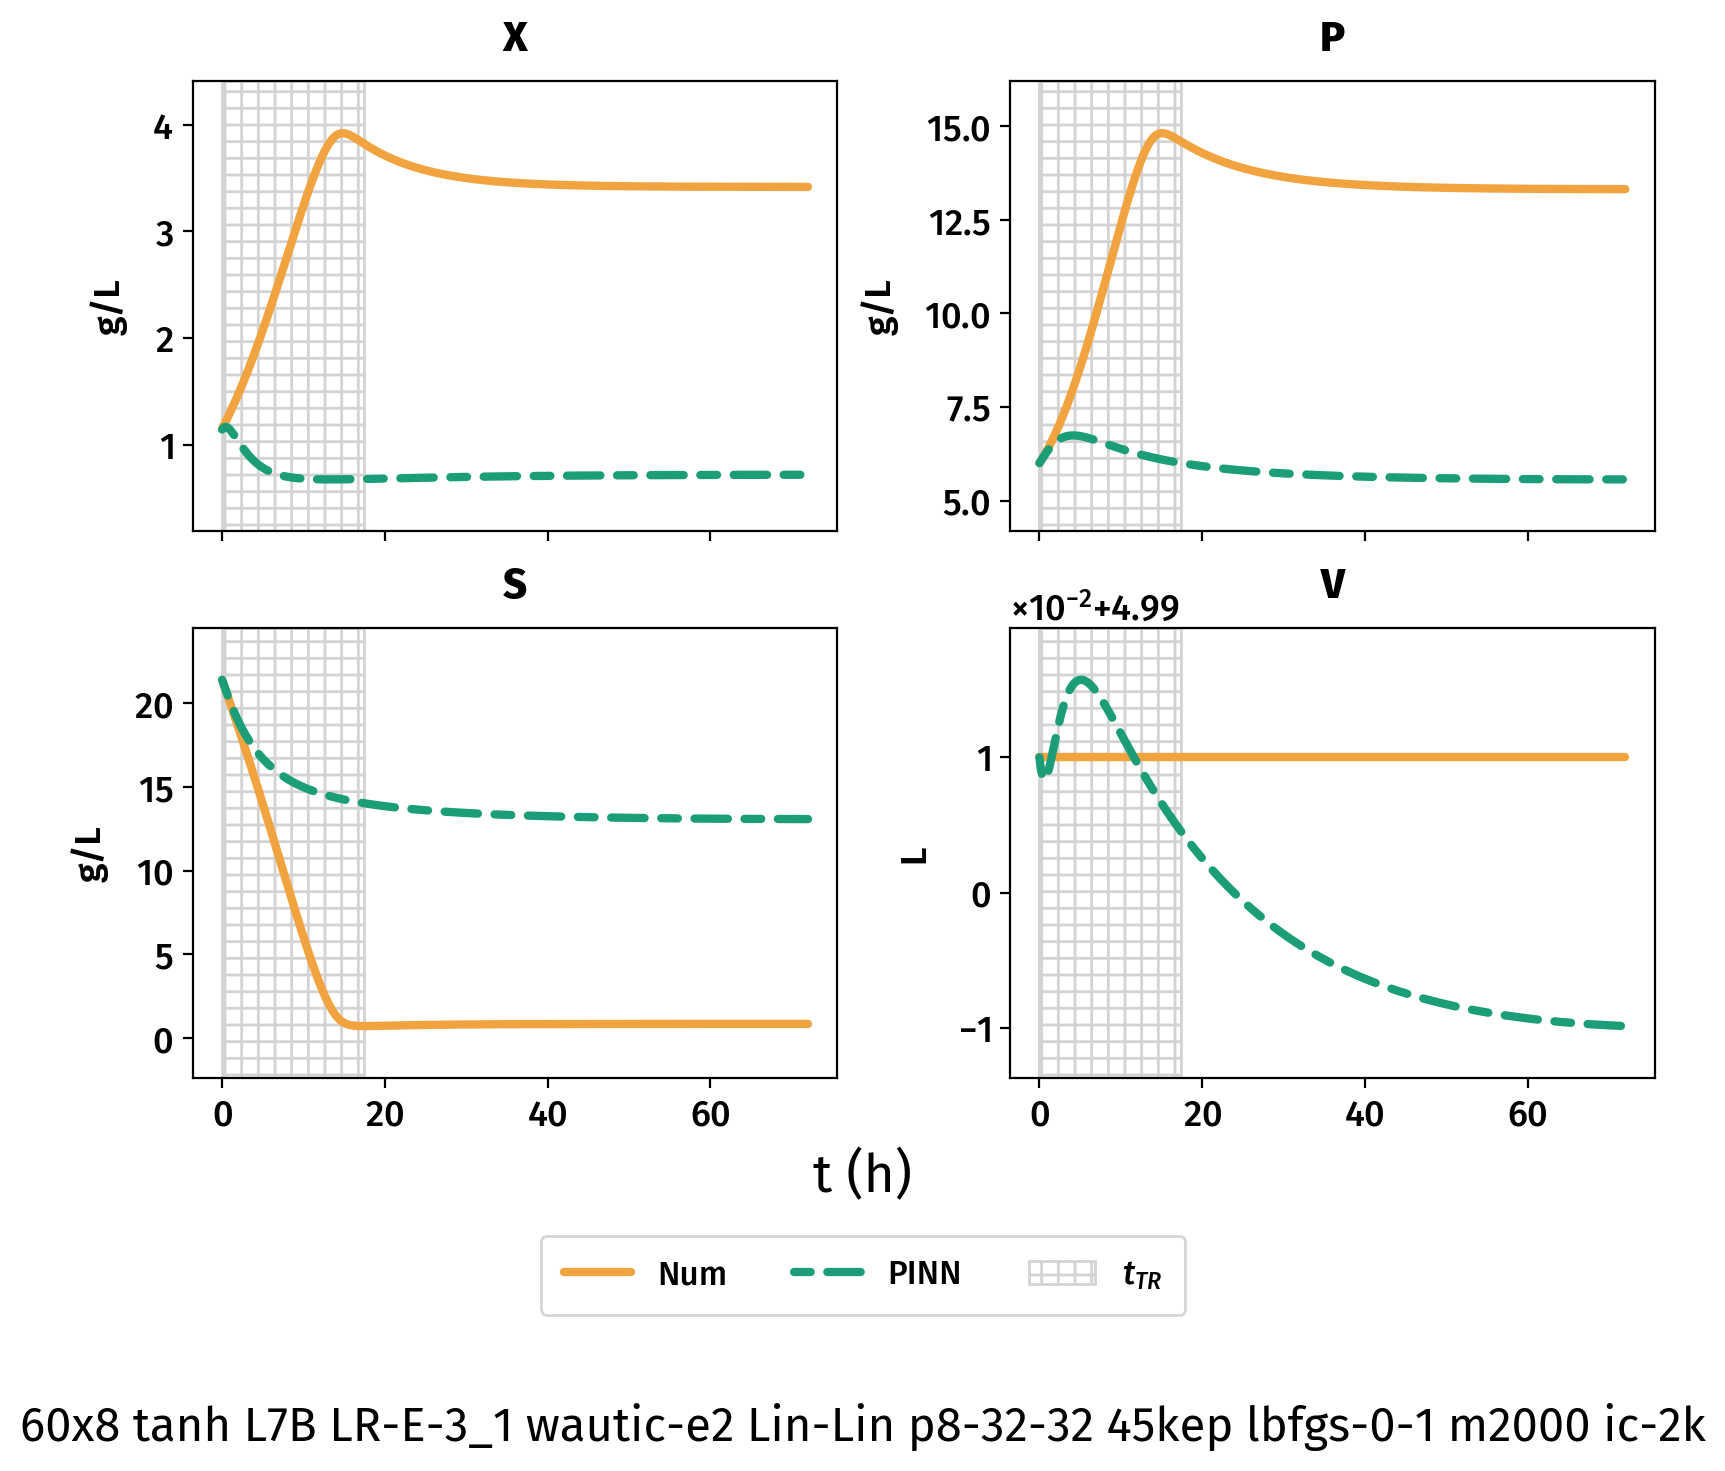 X
4
3
2
1
g/L
P
15.0
12.5
10.0
7.5
5.0
g/L
S
20
15
10
5
0
g/L
0 20 40 60
V
×10⁻²+4.99
1
0
−1
L
0 20 40 60
t (h)
Num PINN t_TR
60x8 tanh L7B LR-E-3_1 wautic-e2 Lin-Lin p8-32-32 45kep lbfgs-0-1 m2000 ic-2k